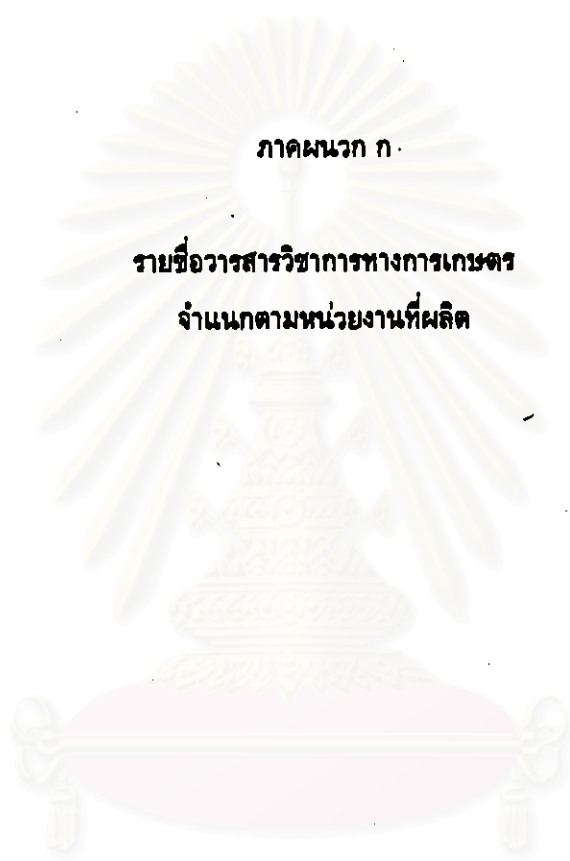 ภาคผนวก ก
รายชื่อวารสารวิชาการทางการเกษตร
จำแนกตามหน่วยงานที่ผลิต